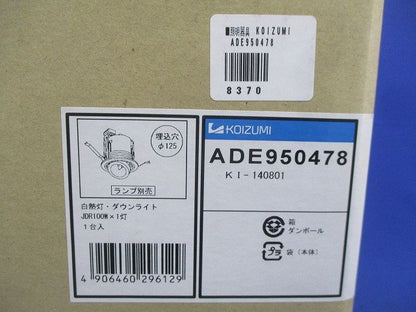 ■照明器具 KOIZUMI
ADE950478
8370
埋込穴
φ125
ランプ別売
白熱灯・ダウンライト
JDR100W×1灯
1台入
4 906460 296129
KOIZUMI
ADE950478
KI-140801
箱
ダンボール
プラ
袋(本体)